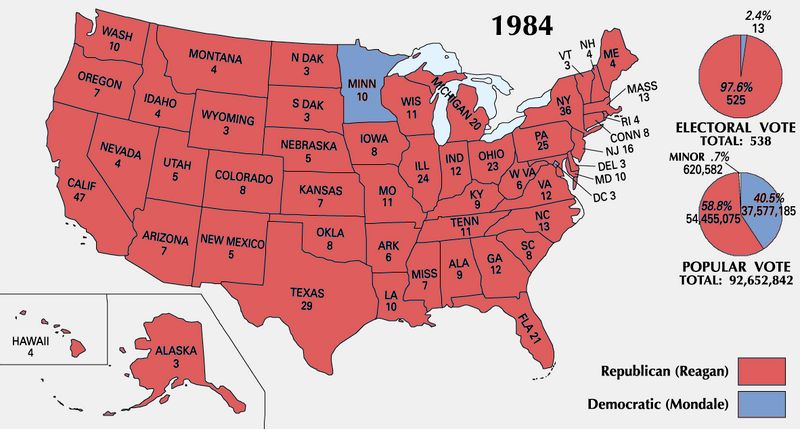 1984
WASH
10
OREGON
7
CALIF
47
NEVADA
4
IDAHO
4
MONTANA
4
WYOMING
3
UTAH
5
COLORADO
8
ARIZONA
7
NEW MEXICO
5
N DAK
3
S DAK
3
NEBRASKA
5
KANSAS
7
OKLA
8
TEXAS
29
MINN
10
IOWA
8
MO
11
ARK
6
LA
10
WIS
11
ILL
24
MICHIGAN 20
IND
12
OHIO
23
KY
9
TENN
11
MISS
7
ALA
9
GA
12
FLA 21
SC
8
NC
13
VA
12
W VA
6
PA
25
NY
36
VT
3
NH
4
ME
4
MASS
13
RI 4
CONN 8
NJ 16
DEL 3
MD 10
DC 3
HAWAII
4
ALASKA
3
2.4%
13
97.6%
525
ELECTORAL VOTE
TOTAL: 538
MINOR .7%
620,582
40.5%
37,577,185
58.8%
54,455,075
POPULAR VOTE
TOTAL: 92,652,842
Republican (Reagan)
Democratic (Mondale)